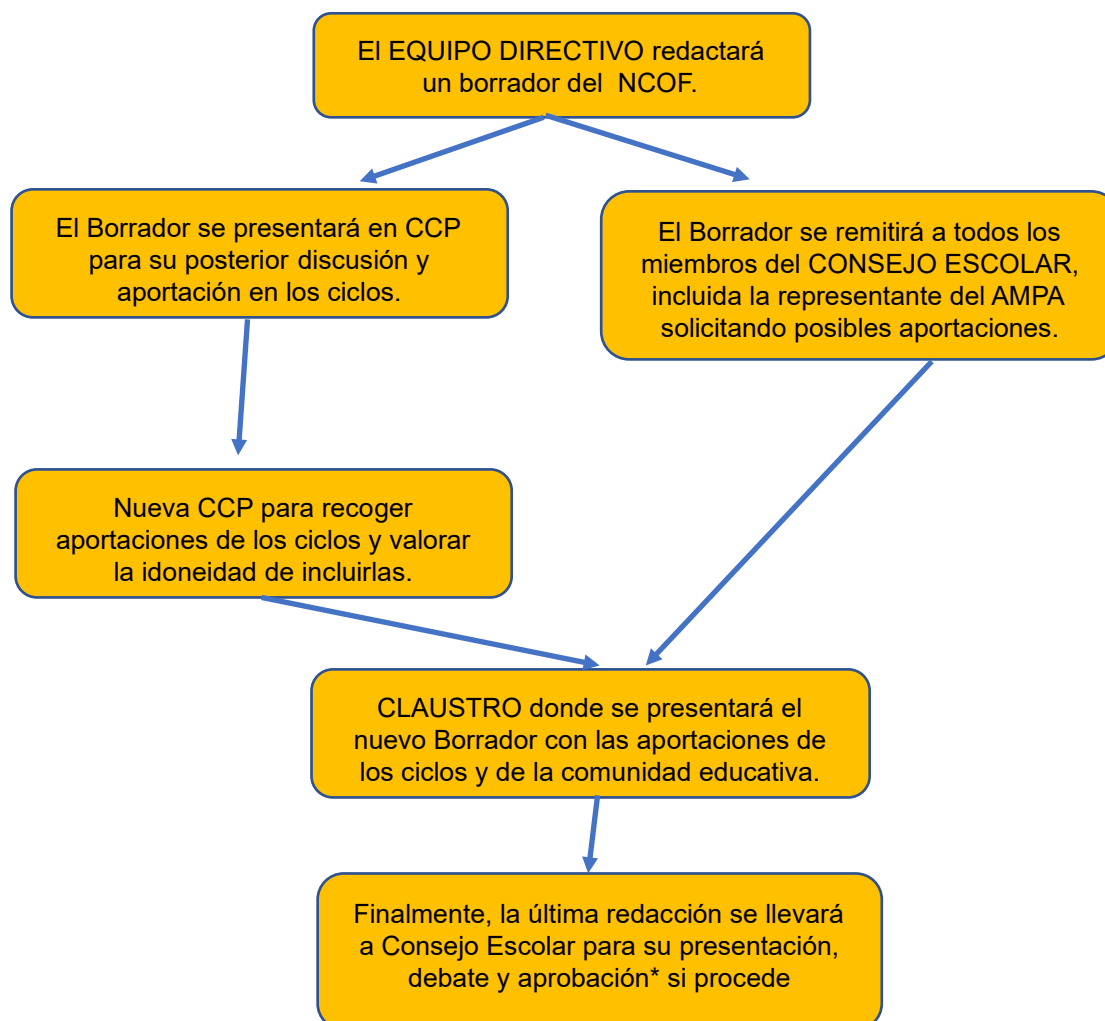 El EQUIPO DIRECTIVO redactará
un borrador del NCOF.
El Borrador se presentará en CCP
para su posterior discusión y
aportación en los ciclos.
El Borrador se remitirá a todos los
miembros del CONSEJO ESCOLAR,
incluida la representante del AMPA
solicitando posibles aportaciones.
Nueva CCP para recoger
aportaciones de los ciclos y valorar
la idoneidad de incluirlas.
CLAUSTRO donde se presentará el
nuevo Borrador con las aportaciones de
los ciclos y de la comunidad educativa.
Finalmente, la última redacción se llevará
a Consejo Escolar para su presentación,
debate y aprobación* si procede